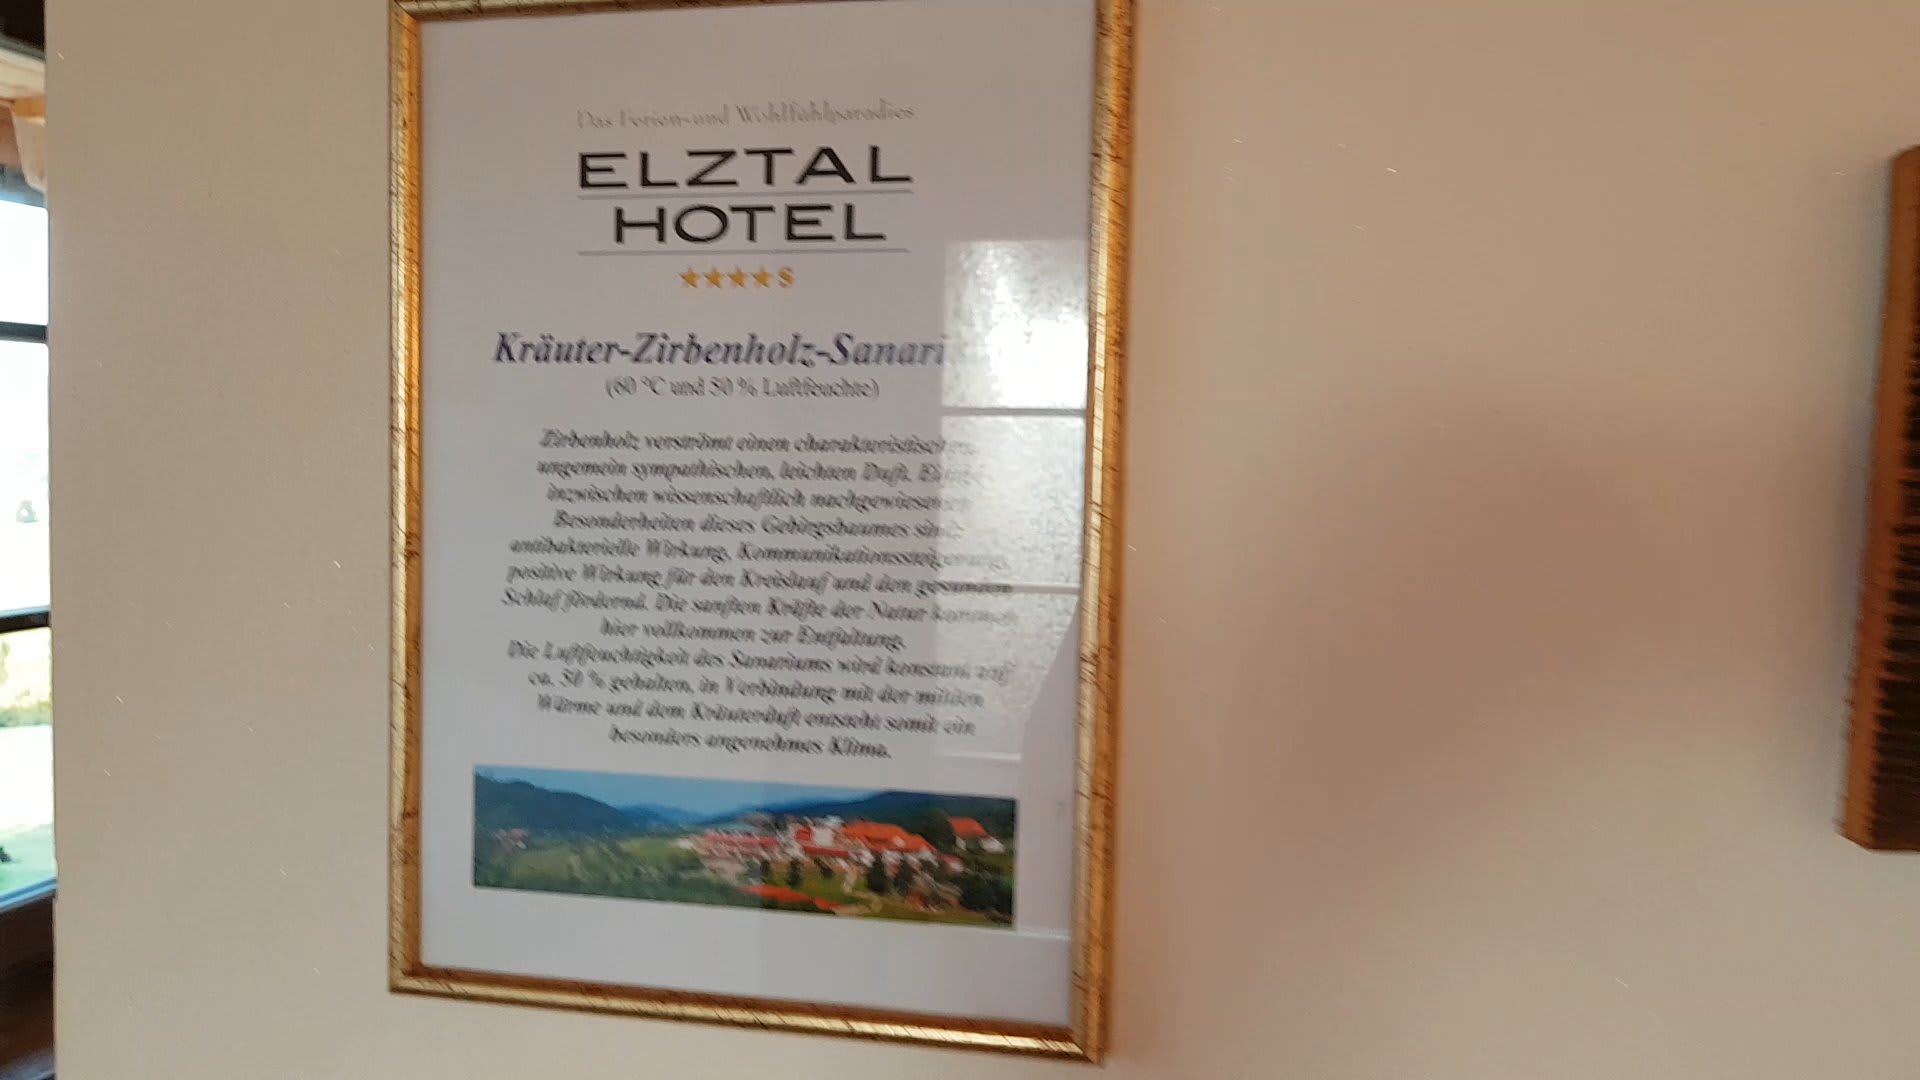 Das Ferien-und Wohlfühlparadies
ELZTAL
HOTEL
★★★★S
Kräuter-Zirbenholz-Sanari
(60 °C und 50 % Luftfeuchte)
Zirbenholz verströmt einen charakteristischen,
ungemein sympathischen, leichten Duft. Einige
inzwischen wissenschaftlich nachgewiesenen
Besonderheiten dieses Gebirgsbaumes sind:
antibakterielle Wirkung, Kommunikationssteigerung,
positive Wirkung für den Kreislauf und den gesunden
Schlaf fördernd. Die sanften Kräfte der Natur kommen
hier vollkommen zur Entfaltung.
Die Luftfeuchtigkeit des Sanariums wird konstant auf
ca. 50 % gehalten, in Verbindung mit der milden
Wärme und dem Kräuterduft entsteht somit ein
besonders angenehmes Klima.